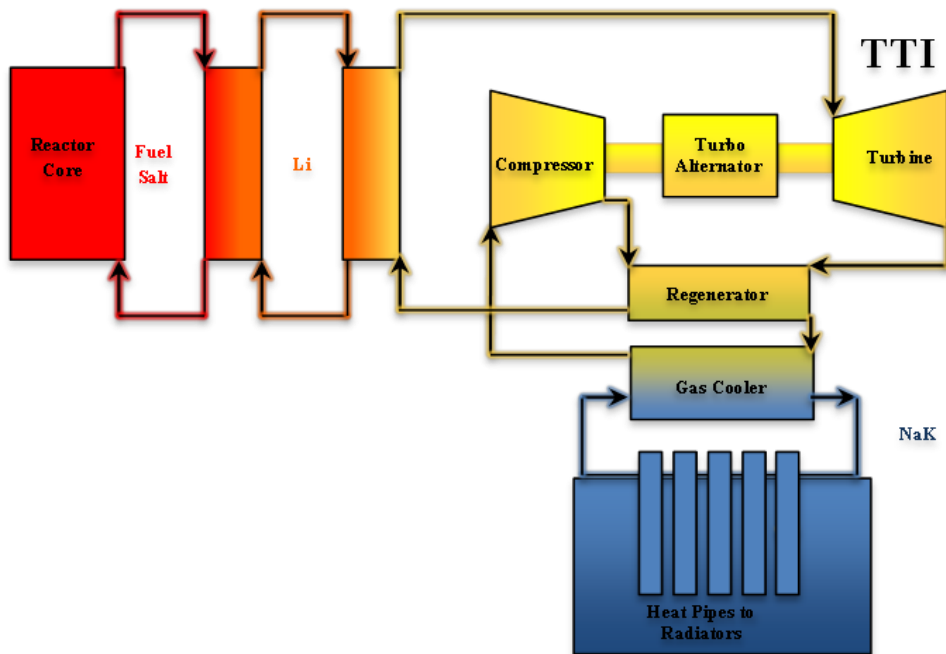 TTI
Reactor
Core
Fuel
Salt
Li
Compressor
Turbo
Alternator
Turbine
Regenerator
Gas Cooler
NaK
Heat Pipes to
Radiators